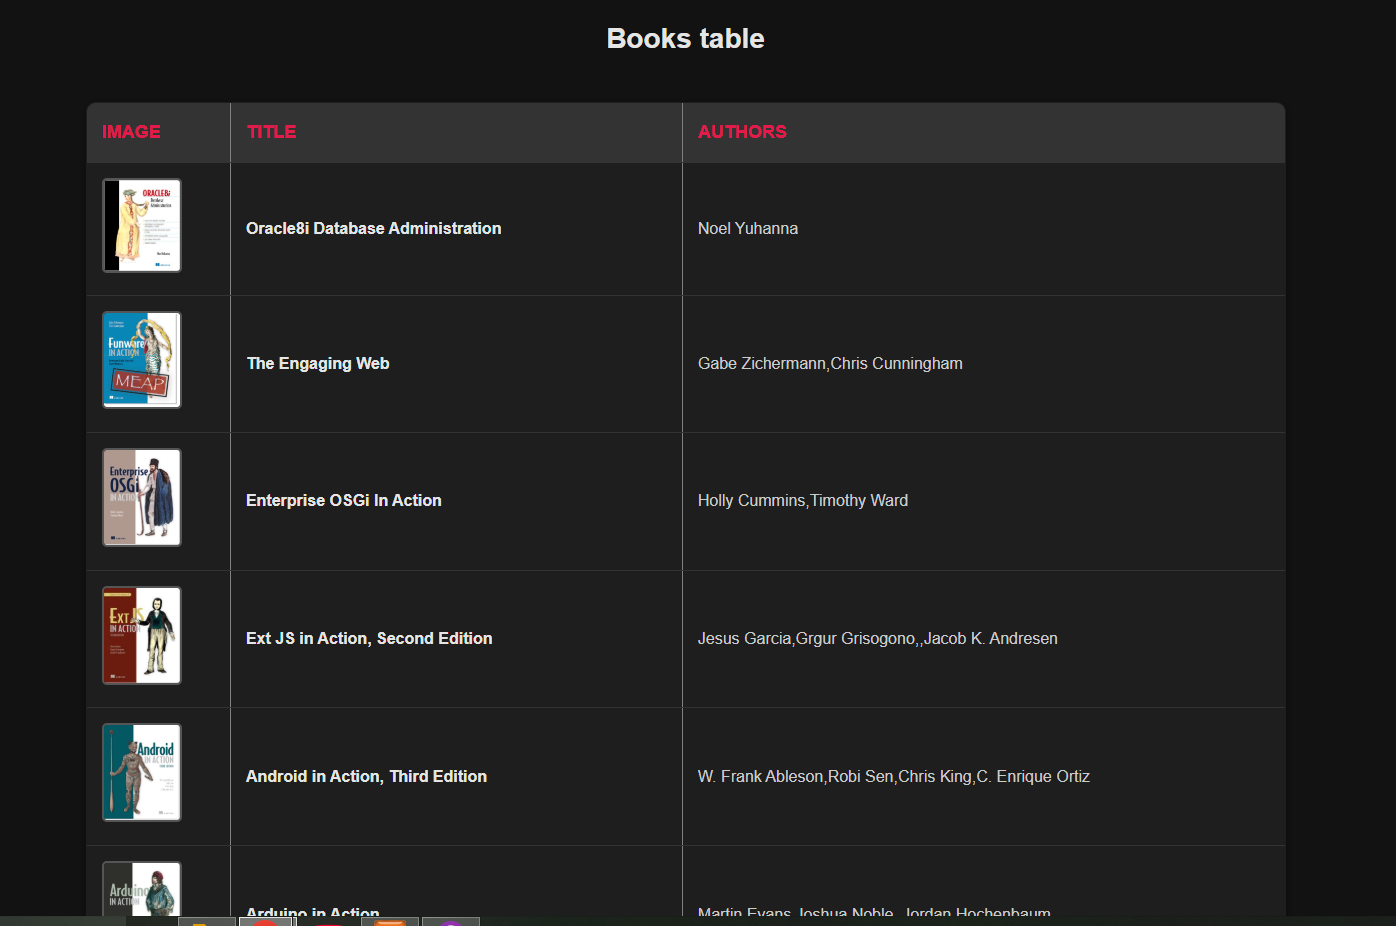 Books table
IMAGE TITLE AUTHORS
ORACLE8i
Database
Administration
Oracle8i Database Administration Noel Yuhanna
Funware
IN ACTION
MEAP
The Engaging Web Gabe Zichermann,Chris Cunningham
Enterprise
OSGi
IN ACTION
Enterprise OSGi In Action Holly Cummins,Timothy Ward
EXT JS
IN ACTION
Ext JS in Action, Second Edition Jesus Garcia,Grgur Grisogono,,Jacob K. Andresen
Android
IN ACTION
Android in Action, Third Edition W. Frank Ableson,Robi Sen,Chris King,C. Enrique Ortiz
Arduino
IN ACTION
Arduino in Action Martin Evans,Joshua Noble,,Jordan Hochenbaum